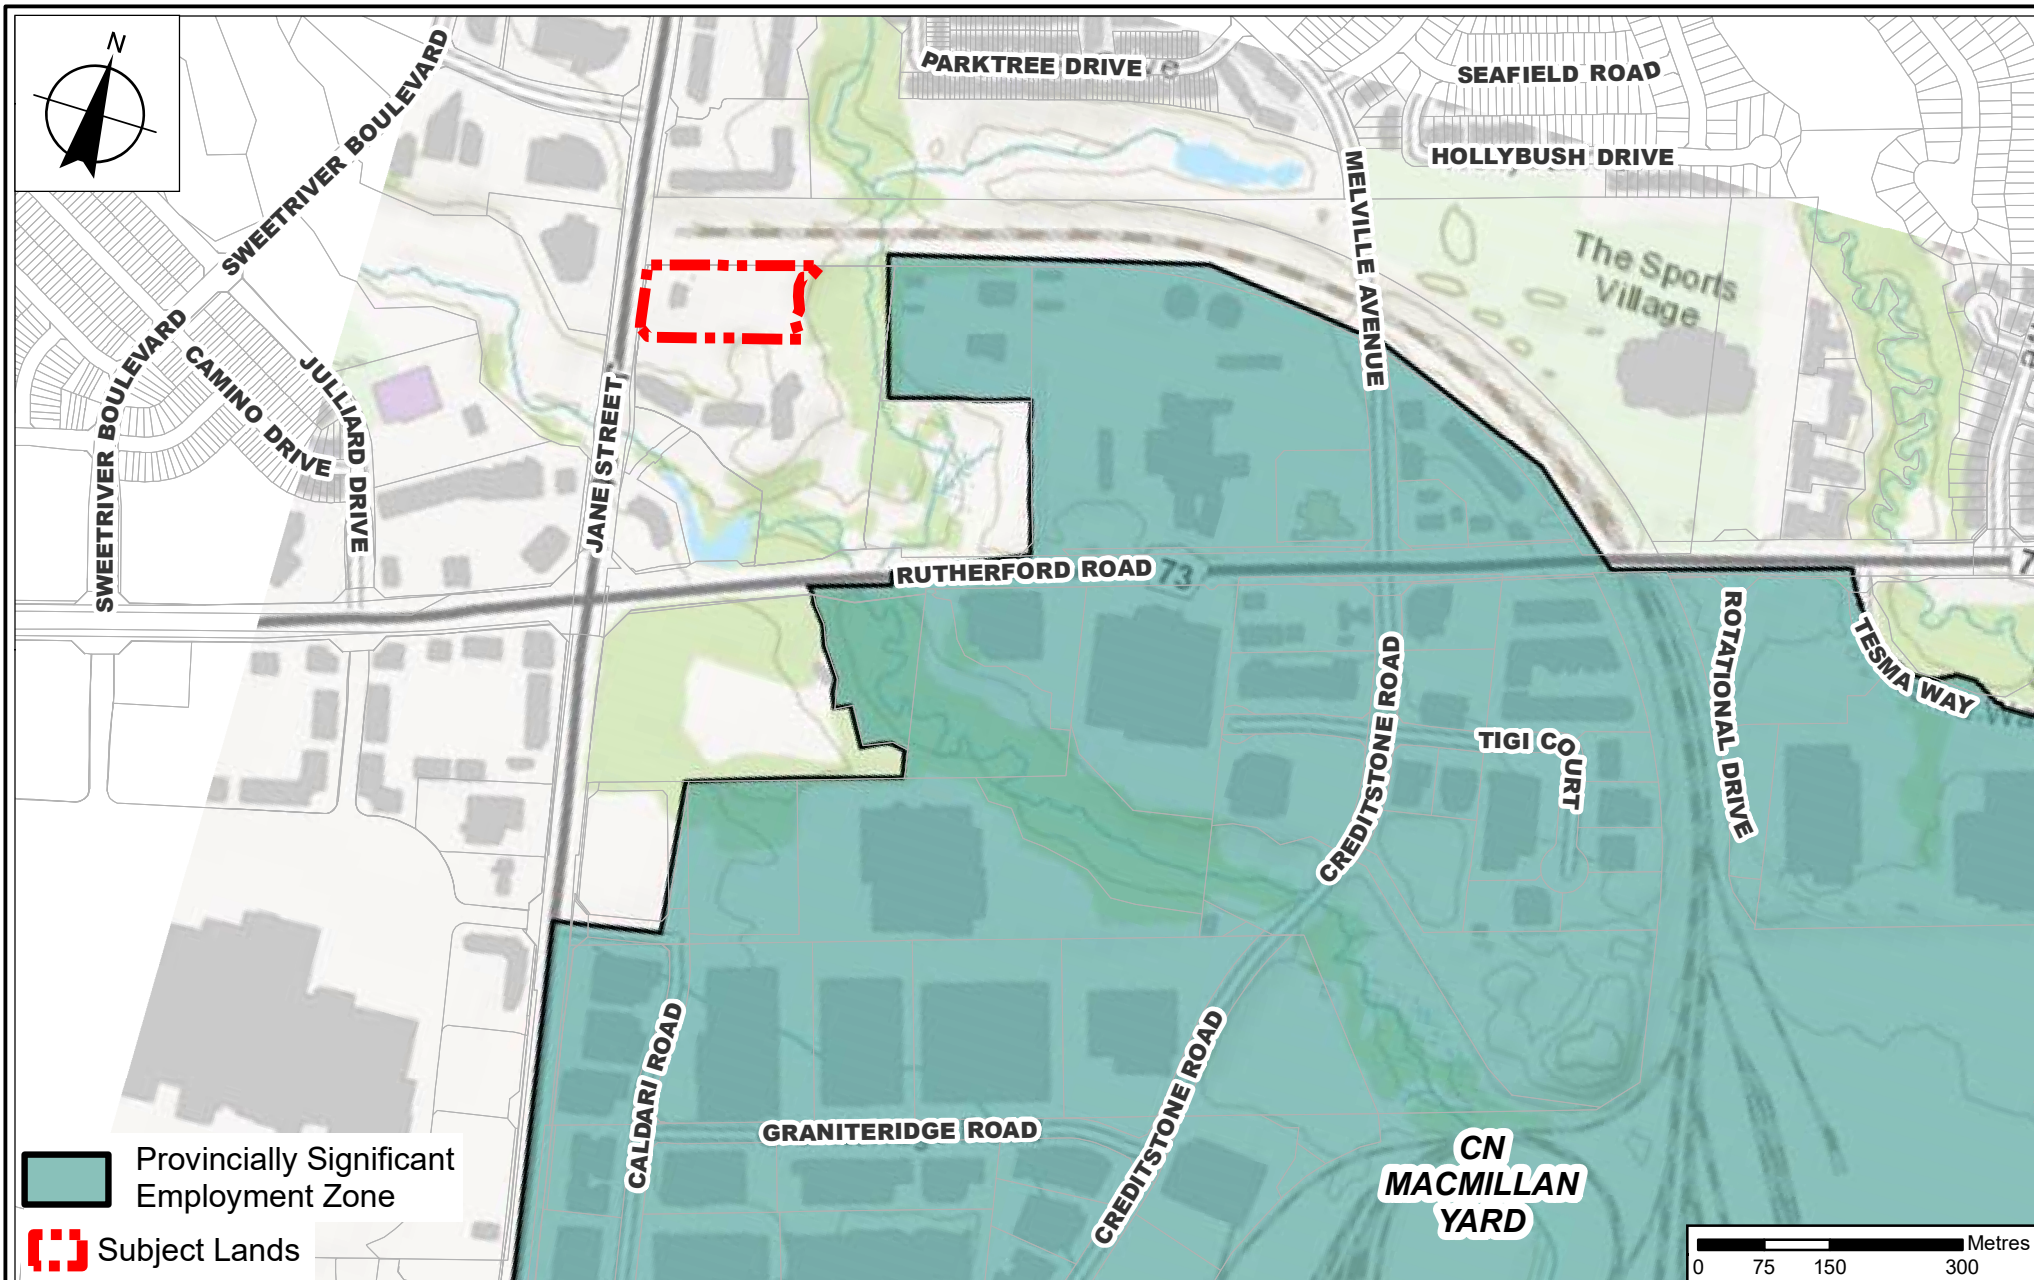 N
SWEETRIVER BOULEVARD
PARKTREE DRIVE
SEAFIELD ROAD
HOLLYBUSH DRIVE
MELVILLE AVENUE
The Sports
Village
SWEETRIVER BOULEVARD
CAMINO DRIVE
JULLIARD DRIVE
JANE STREET
RUTHERFORD ROAD
73
7
ROTATIONAL DRIVE
TESMA WAY
CREDITSTONE ROAD
TIGI COURT
CALDARI ROAD
GRANITERIDGE ROAD
CREDITSTONE ROAD
CN
MACMILLAN
YARD
Provincially Significant
Employment Zone
Subject Lands
Metres
0 75 150 300